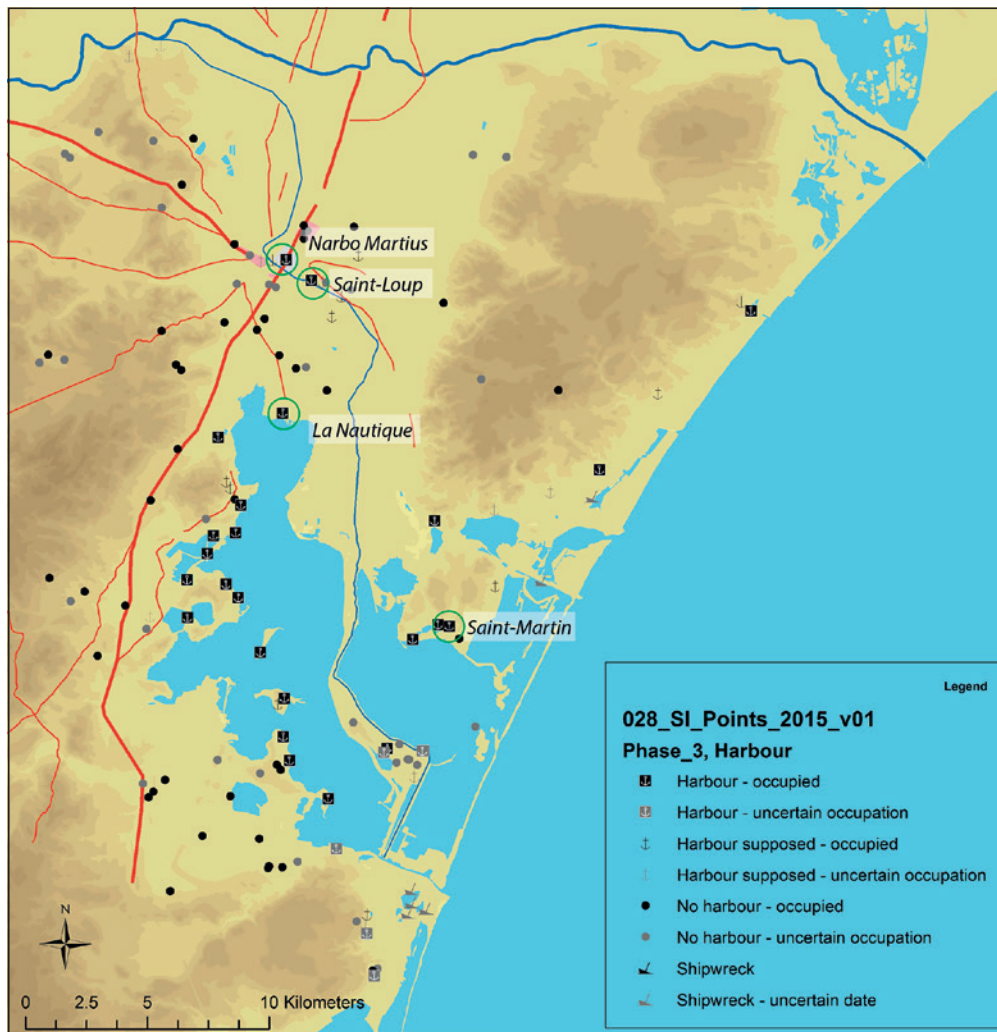 Narbo Martius
Saint-Loup
La Nautique
Saint-Martin
Legend
028_SI_Points_2015_v01
Phase_3, Harbour
Harbour - occupied
Harbour - uncertain occupation
Harbour supposed - occupied
Harbour supposed - uncertain occupation
No harbour - occupied
No harbour - uncertain occupation
Shipwreck
Shipwreck - uncertain date
N
0 5 10 Kilometers